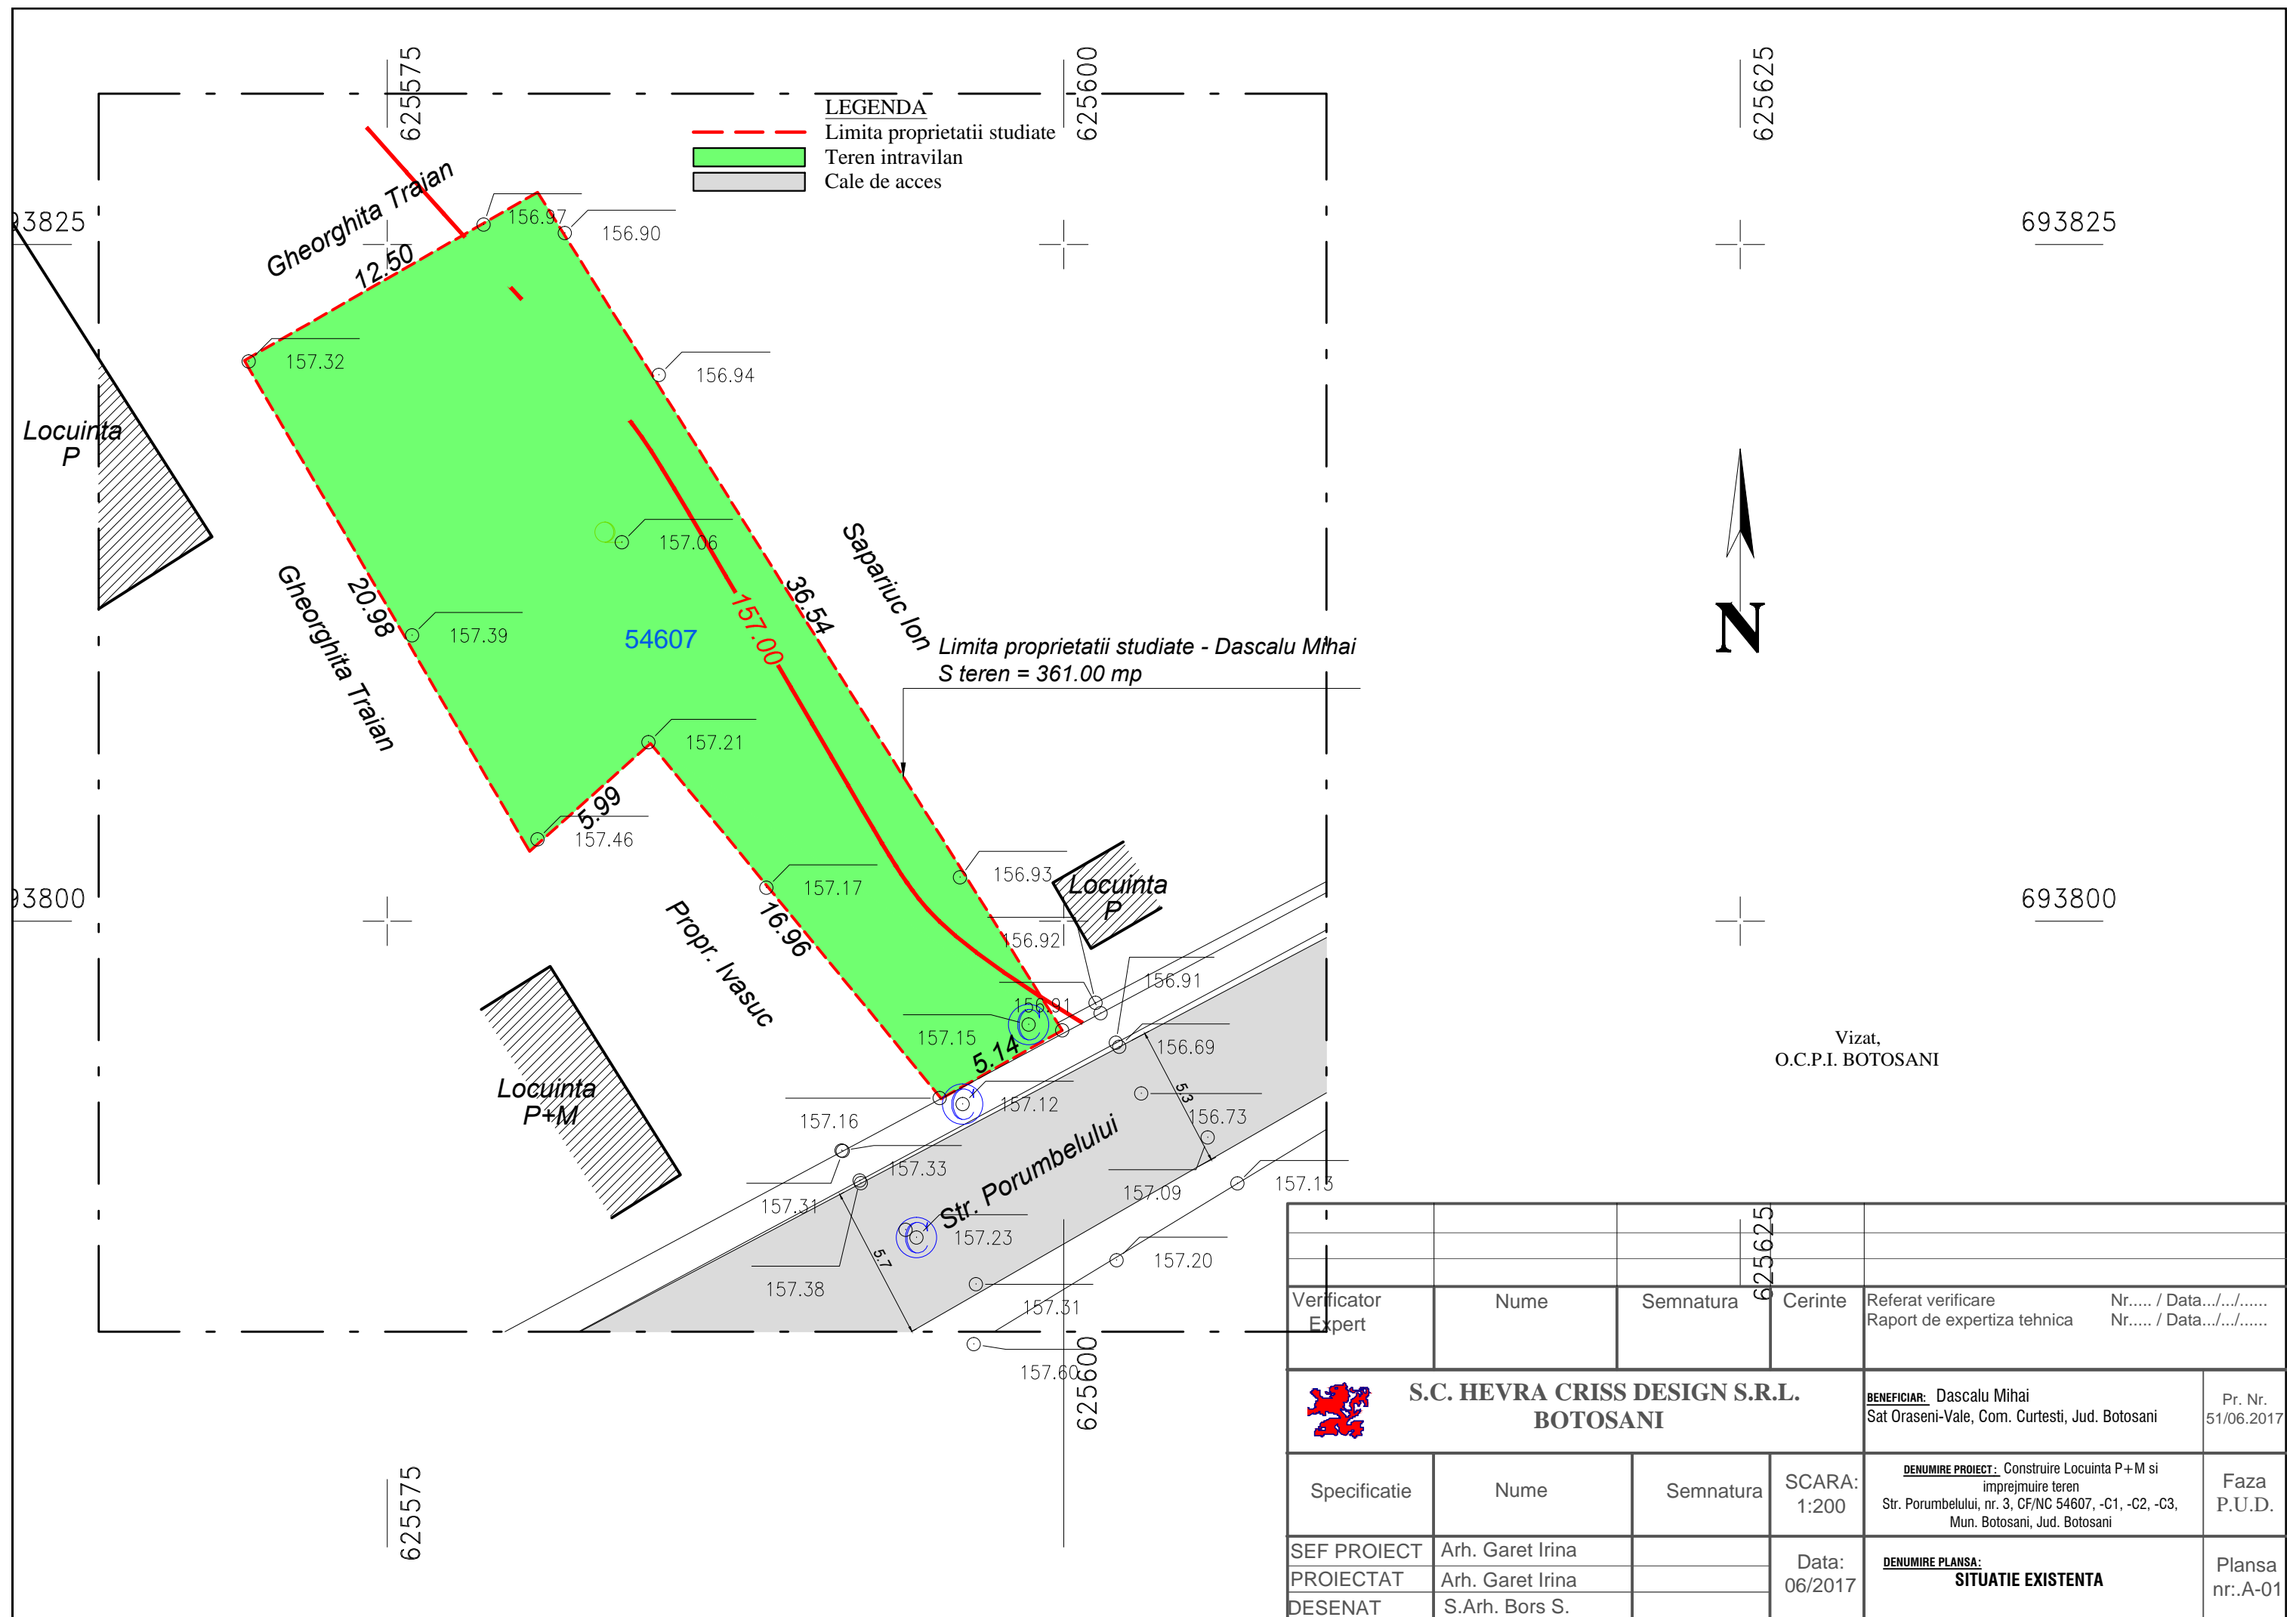 625575
625600
625625
LEGENDA
Limita proprietatii studiate
Teren intravilan
Cale de acces
93825
693825
Gheorghita Traian
12.50
156.97
156.90
157.32
156.94
Locuinta
P
157.06
Gheorghita Traian
20.98
157.39
54607
157.00
36.54
Sapariuc Ion
Limita proprietatii studiate - Dascalu Mihai
S teren = 361.00 mp
N
157.21
5.99
157.46
157.17
156.93
Locuinta
P
93800
693800
Propr. Ivasuc
16.96
156.92
156.91
156.91
157.15
5.14
156.69
Vizat,
O.C.P.I. BOTOSANI
Locuinta
P+M
157.12
157.16
5.3
156.73
Str. Porumbelului
157.33
157.31
157.09
157.13
157.23
5.7
157.20
157.38
157.31
157.60
625575
625600
625625
Verificator
Expert
Nume
Semnatura
Cerinte
Referat verificare Nr..... / Data.../.../......
Raport de expertiza tehnica Nr..... / Data.../.../......
S.C. HEVRA CRISS DESIGN S.R.L.
BOTOSANI
BENEFICIAR: Dascalu Mihai
Sat Oraseni-Vale, Com. Curtesti, Jud. Botosani
Pr. Nr.
51/06.2017
Specificatie
Nume
Semnatura
SCARA:
1:200
DENUMIRE PROIECT: Construire Locuinta P+M si
imprejmuire teren
Str. Porumbelului, nr. 3, CF/NC 54607, -C1, -C2, -C3,
Mun. Botosani, Jud. Botosani
Faza
P.U.D.
SEF PROIECT Arh. Garet Irina
PROIECTAT Arh. Garet Irina
DESENAT S.Arh. Bors S.
Data:
06/2017
DENUMIRE PLANSA:
SITUATIE EXISTENTA
Plansa
nr:.A-01